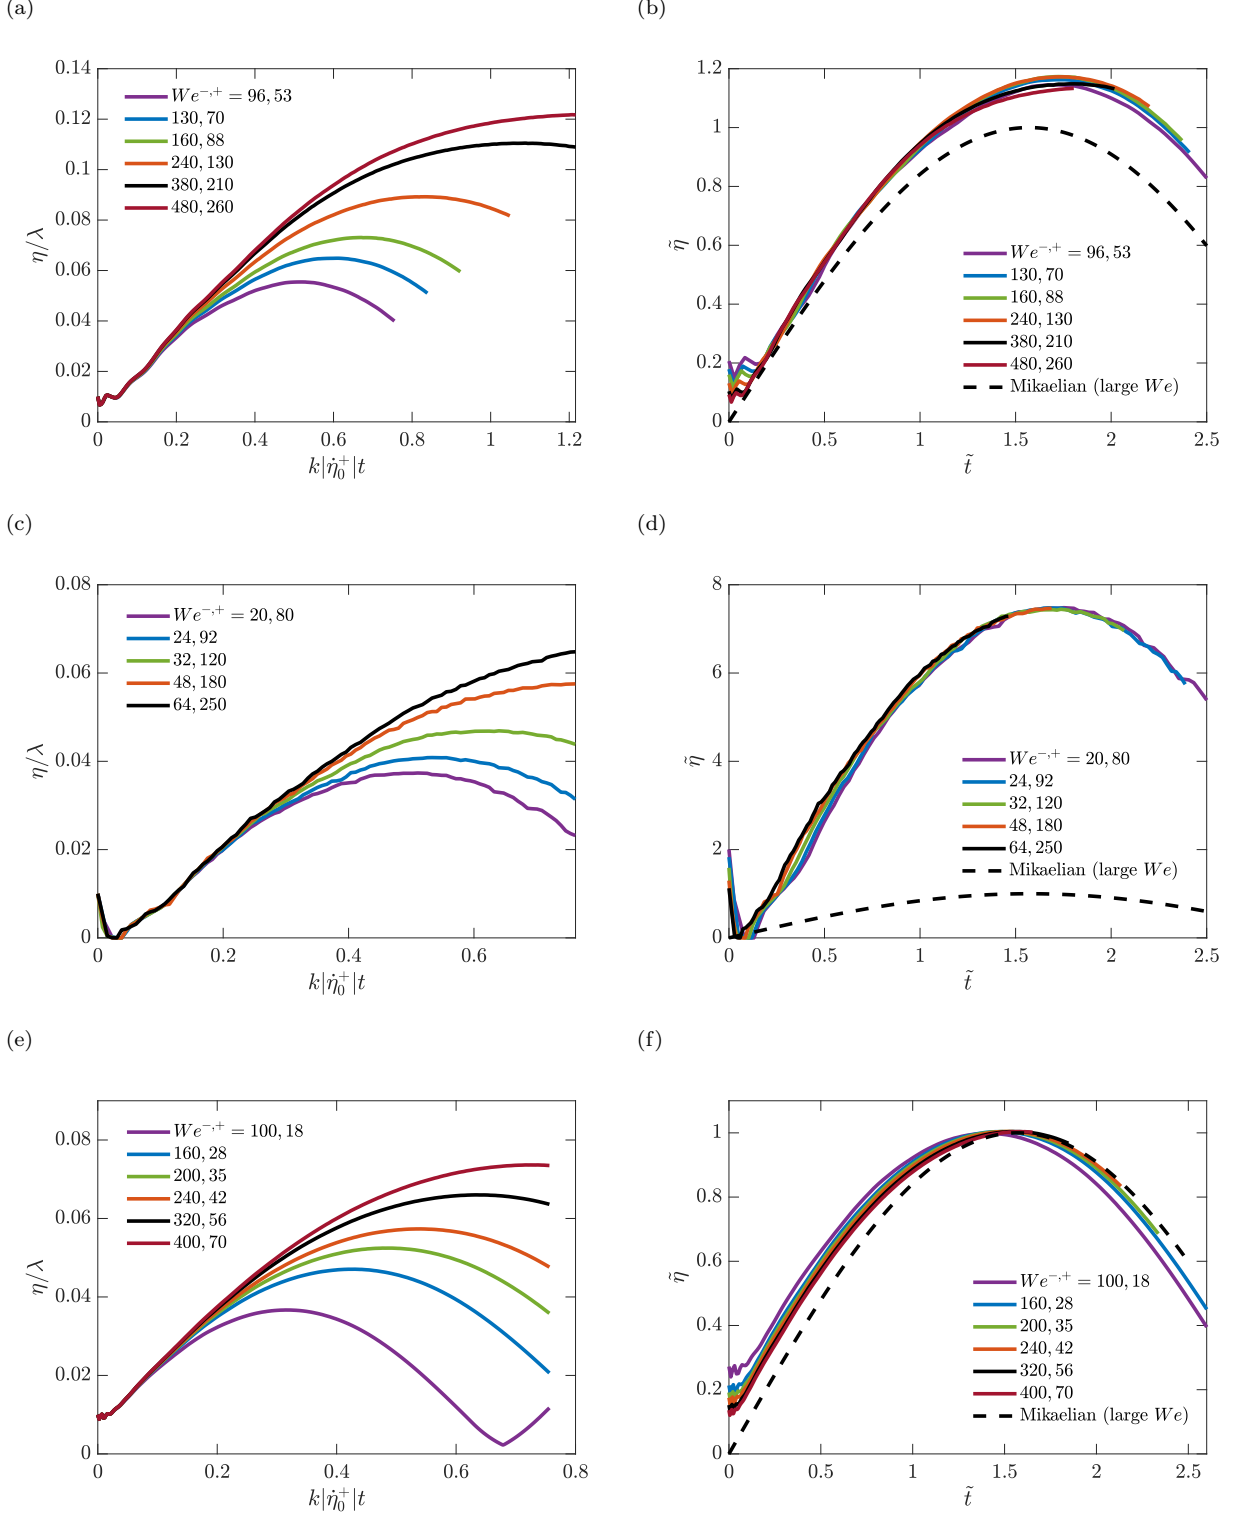 (a)
0.14
0.12
0.1
0.08
0.06
0.04
0.02
0
η/λ
We⁻,⁺ = 96, 53
130, 70
160, 88
240, 130
380, 210
480, 260
0 0.2 0.4 0.6 0.8 1 1.2
k|η̇₀⁺|t
(b)
1.2
1
0.8
0.6
0.4
0.2
0
η̃
We⁻,⁺ = 96, 53
130, 70
160, 88
240, 130
380, 210
480, 260
Mikaelian (large We)
0 0.5 1 1.5 2 2.5
t̃
(c)
0.08
0.06
0.04
0.02
0
η/λ
We⁻,⁺ = 20, 80
24, 92
32, 120
48, 180
64, 250
0 0.2 0.4 0.6
k|η̇₀⁺|t
(d)
8
6
4
2
0
η̃
We⁻,⁺ = 20, 80
24, 92
32, 120
48, 180
64, 250
Mikaelian (large We)
0 0.5 1 1.5 2 2.5
t̃
(e)
0.08
0.06
0.04
0.02
0
η/λ
We⁻,⁺ = 100, 18
160, 28
200, 35
240, 42
320, 56
400, 70
0 0.2 0.4 0.6 0.8
k|η̇₀⁺|t
(f)
1
0.8
0.6
0.4
0.2
0
η̃
We⁻,⁺ = 100, 18
160, 28
200, 35
240, 42
320, 56
400, 70
Mikaelian (large We)
0 0.5 1 1.5 2 2.5
t̃